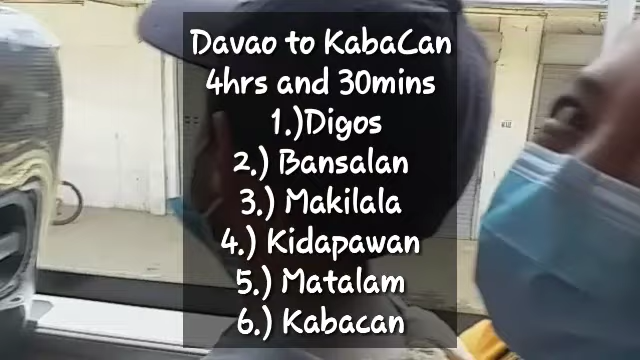 Davao to KabaCan
4hrs and 30mins
1.)Digos
2.) Bansalan
3.) Makilala
4.) Kidapawan
5.) Matalam
6.) Kabacan